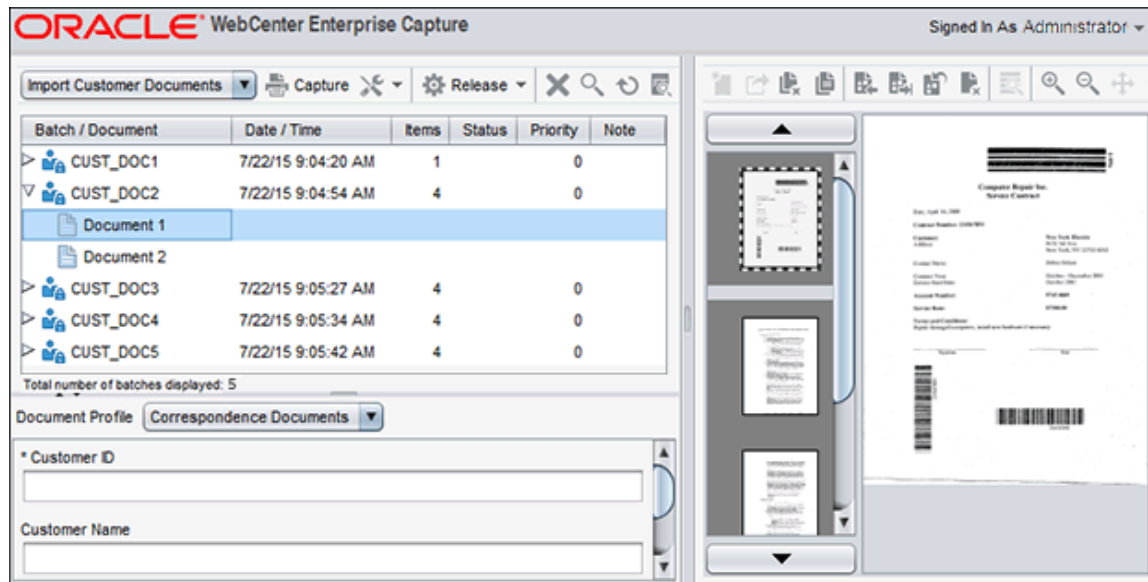 ORACLE® WebCenter Enterprise Capture
Signed In As Administrator
Import Customer Documents
Capture
Release
Batch / Document Date / Time Items Status Priority Note
CUST_DOC1 7/22/15 9:04:20 AM 1 0
CUST_DOC2 7/22/15 9:04:54 AM 4 0
Document 1
Document 2
CUST_DOC3 7/22/15 9:05:27 AM 4 0
CUST_DOC4 7/22/15 9:05:34 AM 4 0
CUST_DOC5 7/22/15 9:05:42 AM 4 0
Total number of batches displayed: 5
Document Profile Correspondence Documents
* Customer ID
Customer Name
Computer Repair Inc.
Service Contract